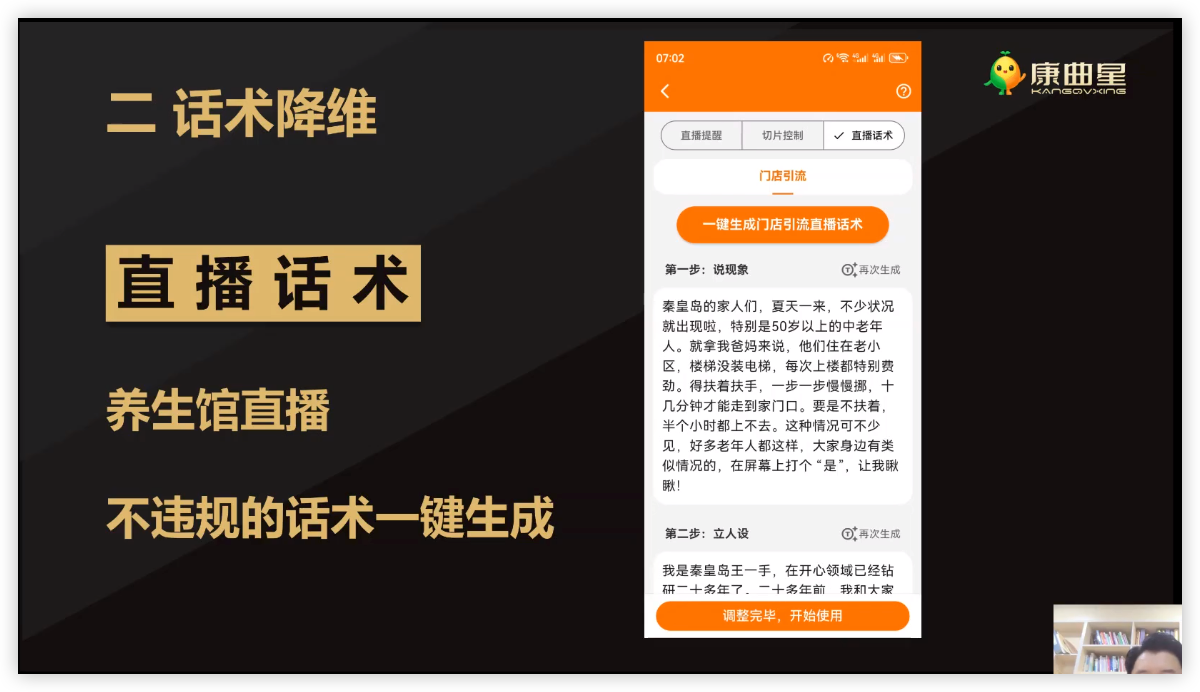 二 话术降维
直播话术
养生馆直播
不违规的话术一键生成
07:02
直播提醒
切片控制
直播话术
门店引流
一键生成门店引流直播话术
第一步：说现象
再次生成
秦皇岛的家人们，夏天一来，不少状况
就出现啦，特别是50岁以上的中老年
人。就拿我爸妈来说，他们住在老小
区，楼梯没装电梯，每次上楼都特别费
劲。得扶着扶手，一步一步慢慢挪，十
几分钟才能走到家门口。要是不扶着，
半个小时都上不去。这种情况可不少
见，好多老年人都这样，大家身边有类
似情况的，在屏幕上打个“是”，让我瞅
瞅！
第二步：立人设
再次生成
我是秦皇岛王一手，在开心领域已经钻
研二十多年了。二十多年前，我和大家
调整完毕，开始使用
康曲星
KANGQVXING